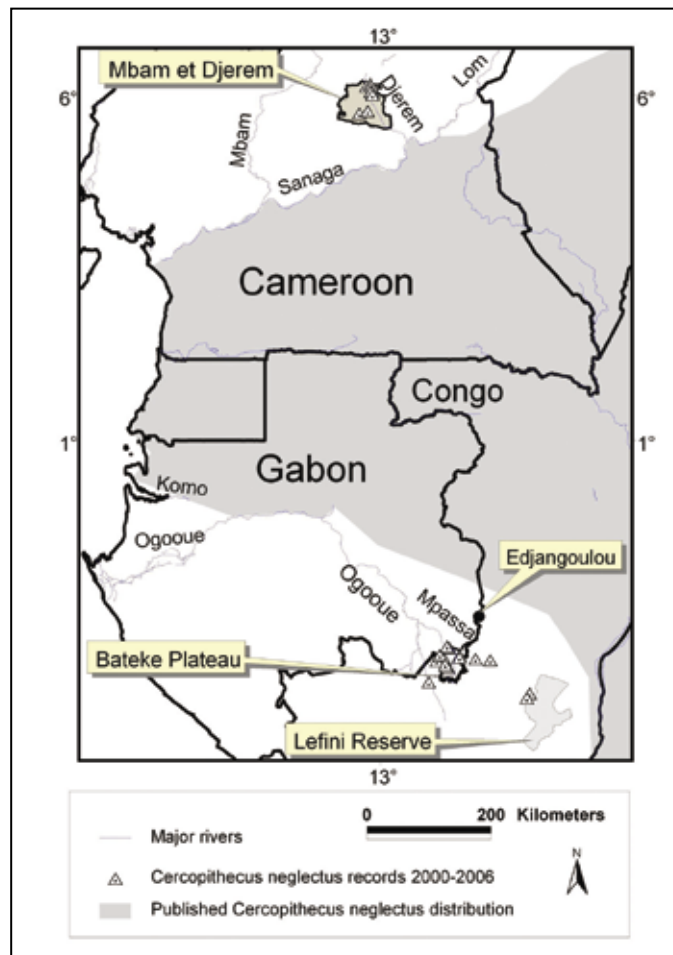 13°
Mbam et Djerem
6°
6°
Djerem
Lom
Mbam
Sanaga
Cameroon
Congo
1°
1°
Gabon
Komo
Ogooue
Edjangoulou
Ogooue
Mpassa
Bateke Plateau
Lefini Reserve
13°
0 200 Kilometers
Major rivers
N
Cercopithecus neglectus records 2000-2006
Published Cercopithecus neglectus distribution